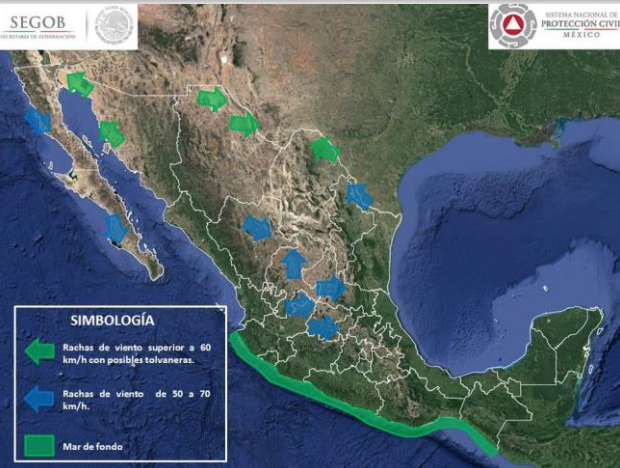 SEGOB
SECRETARÍA DE GOBERNACIÓN
SISTEMA NACIONAL DE
PROTECCIÓN CIVIL
MÉXICO
SIMBOLOGÍA
Rachas de viento superior a 60
km/h con posibles tolvaneras.
Rachas de viento de 50 a 70
km/h.
Mar de fondo